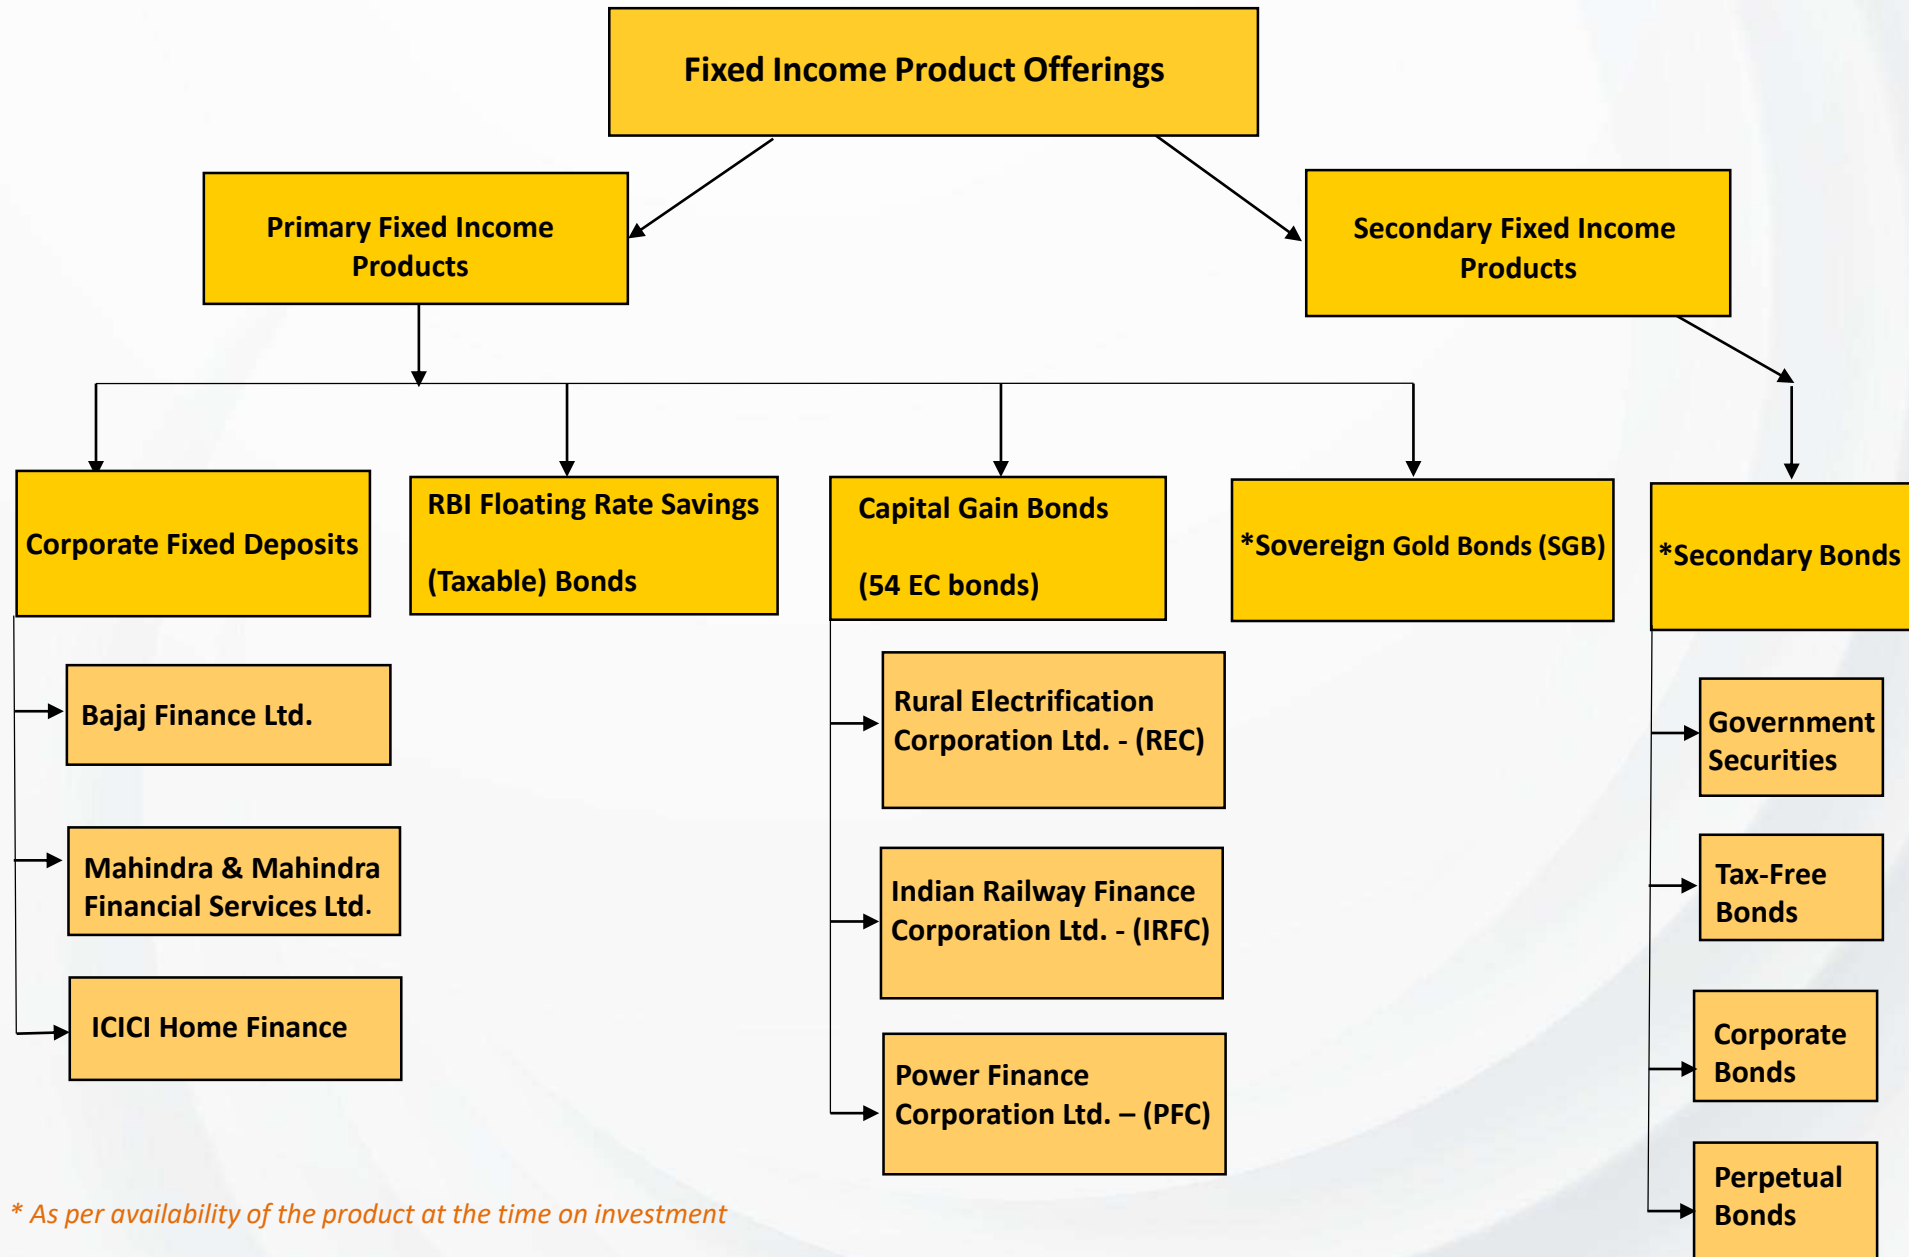 Fixed Income Product Offerings
Primary Fixed Income
Products
Secondary Fixed Income
Products
Corporate Fixed Deposits
RBI Floating Rate Savings
(Taxable) Bonds
Capital Gain Bonds
(54 EC bonds)
*Sovereign Gold Bonds (SGB)
*Secondary Bonds
Bajaj Finance Ltd.
Mahindra & Mahindra
Financial Services Ltd.
ICICI Home Finance
Rural Electrification
Corporation Ltd. - (REC)
Indian Railway Finance
Corporation Ltd. - (IRFC)
Power Finance
Corporation Ltd. – (PFC)
Government
Securities
Tax-Free
Bonds
Corporate
Bonds
Perpetual
Bonds
* As per availability of the product at the time on investment